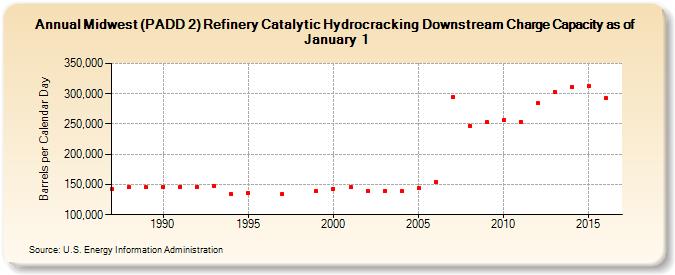 Annual Midwest (PADD 2) Refinery Catalytic Hydrocracking Downstream Charge Capacity as of
January 1
Barrels per Calendar Day
350,000
300,000
250,000
200,000
150,000
100,000
1990 1995 2000 2005 2010 2015
Source: U.S. Energy Information Administration